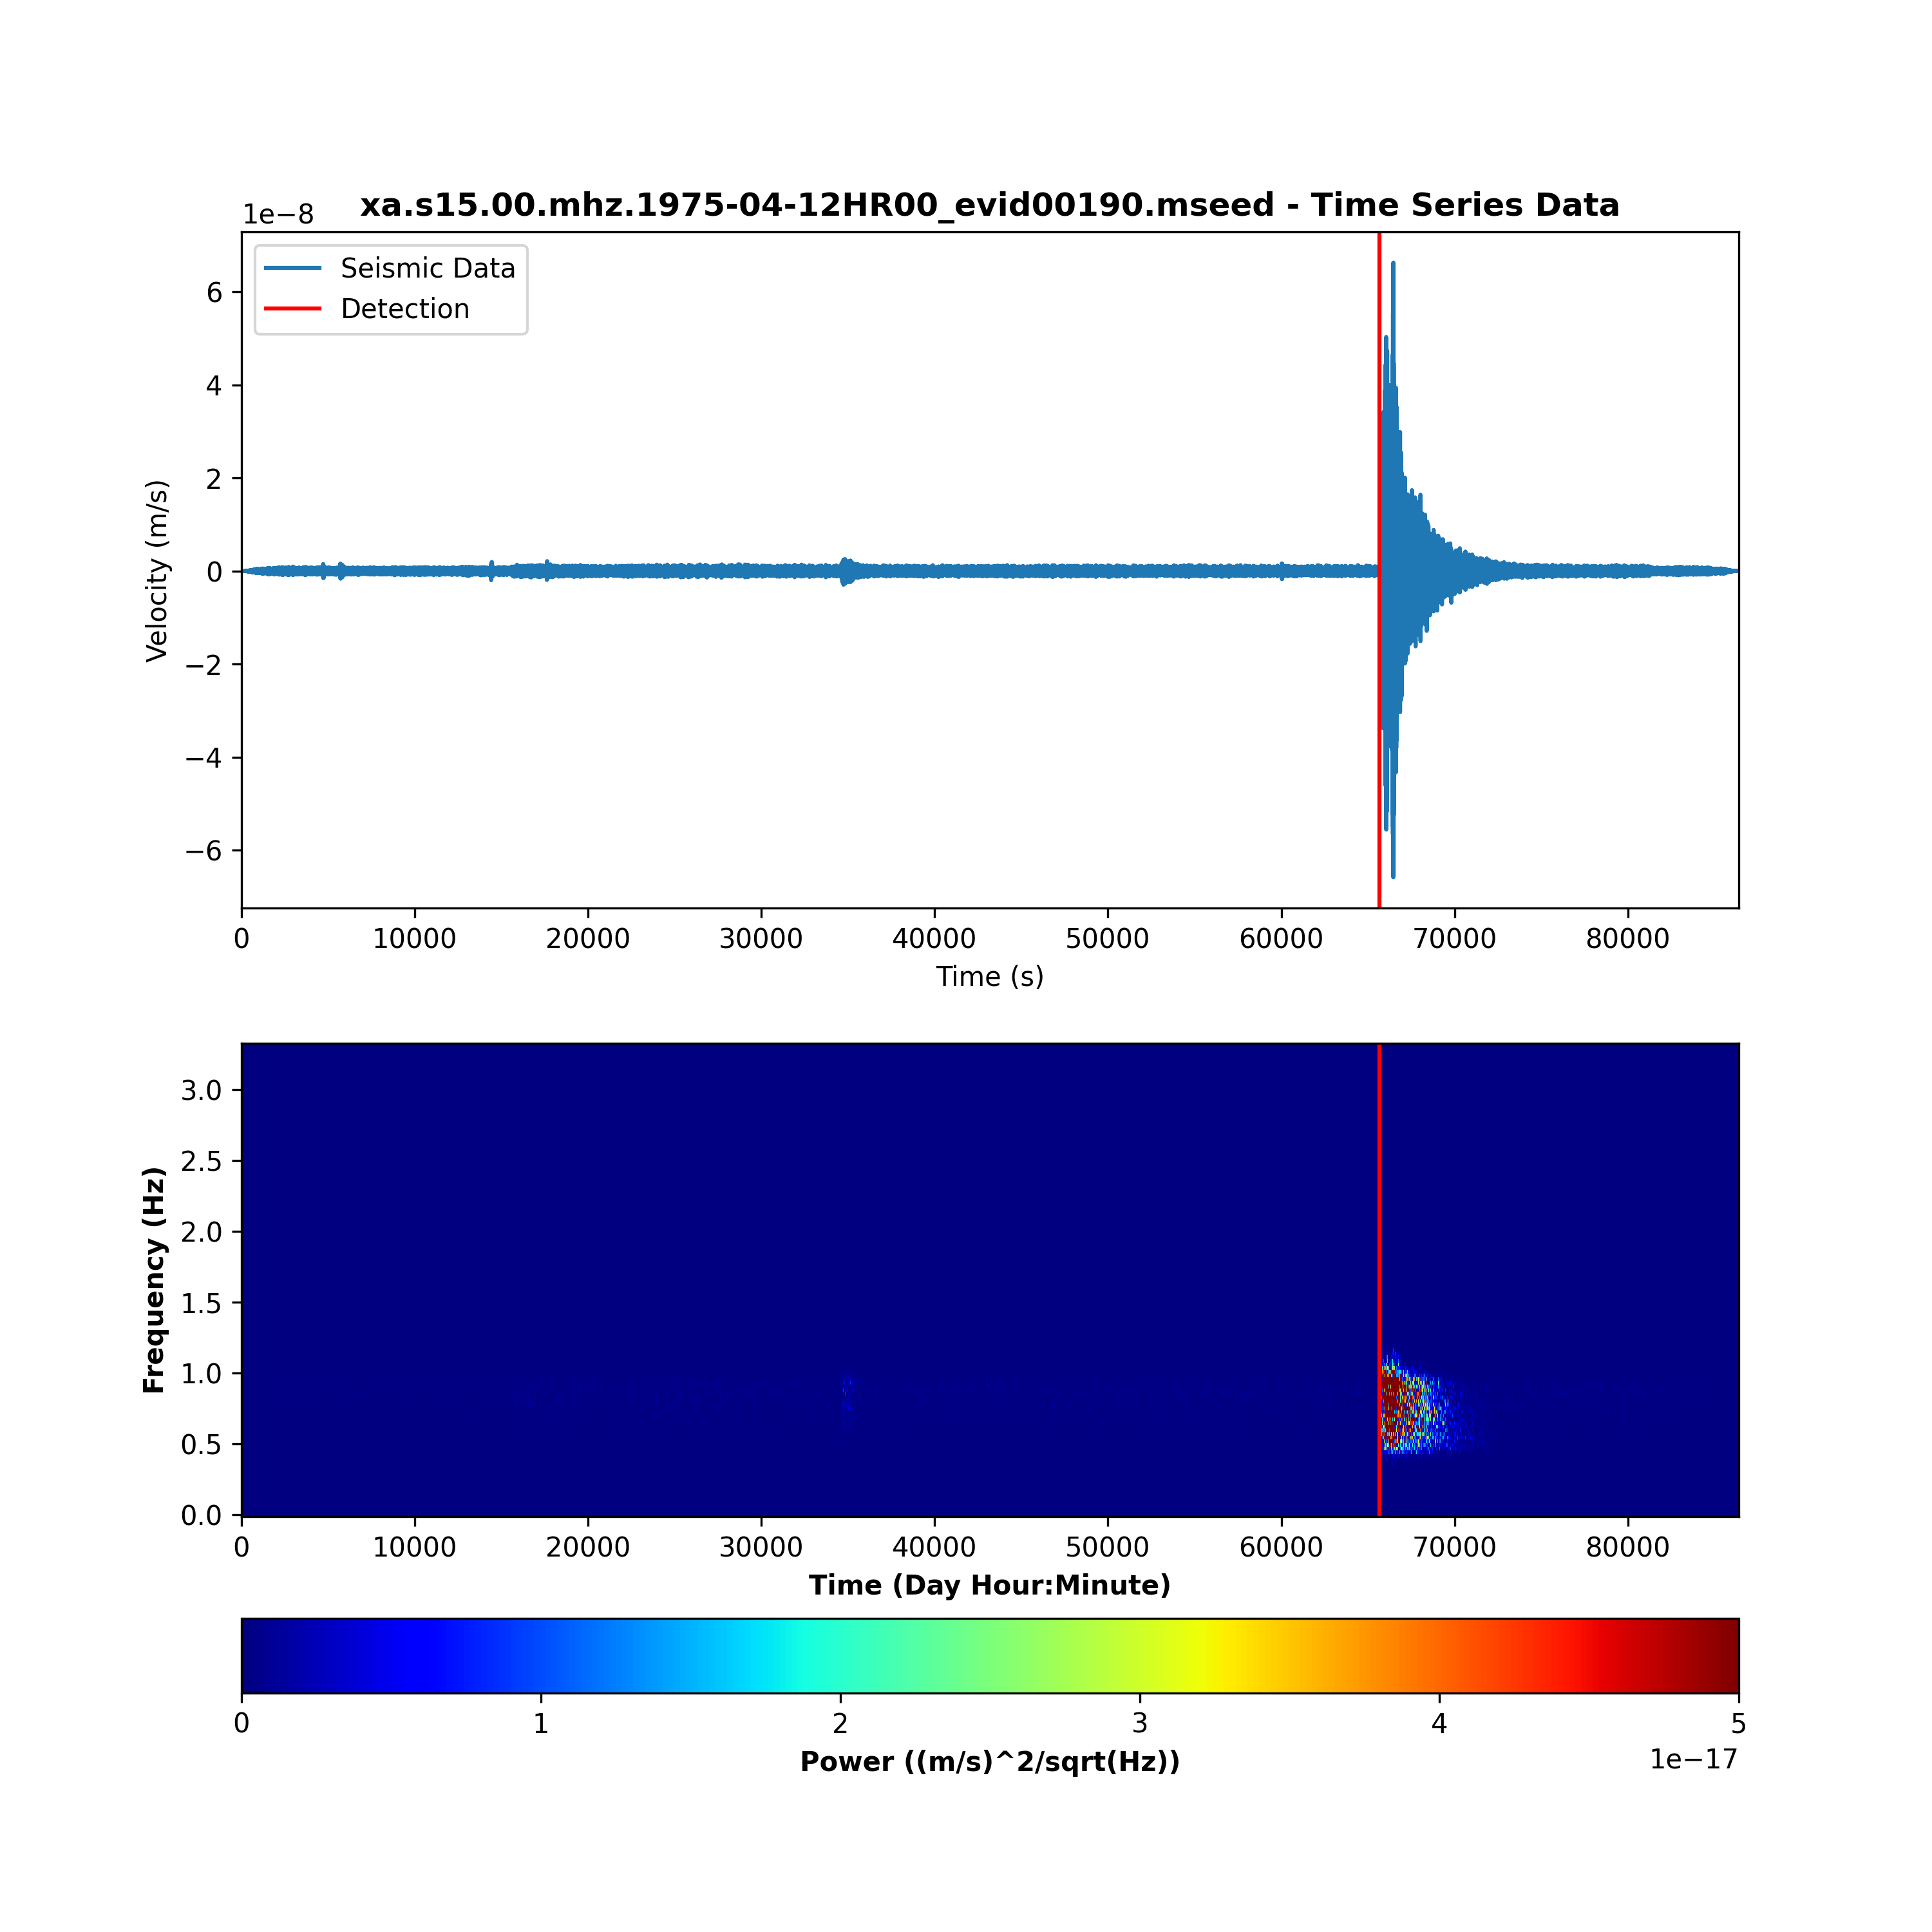 xa.s15.00.mhz.1975-04-12HR00_evid00190.mseed - Time Series Data
1e−8
Seismic Data
Detection
6
4
2
0
−2
−4
−6
Velocity (m/s)
0 10000 20000 30000 40000 50000 60000 70000 80000
Time (s)
3.0
2.5
2.0
1.5
1.0
0.5
0.0
Frequency (Hz)
0 10000 20000 30000 40000 50000 60000 70000 80000
Time (Day Hour:Minute)
0 1 2 3 4 5
Power ((m/s)^2/sqrt(Hz))
1e−17